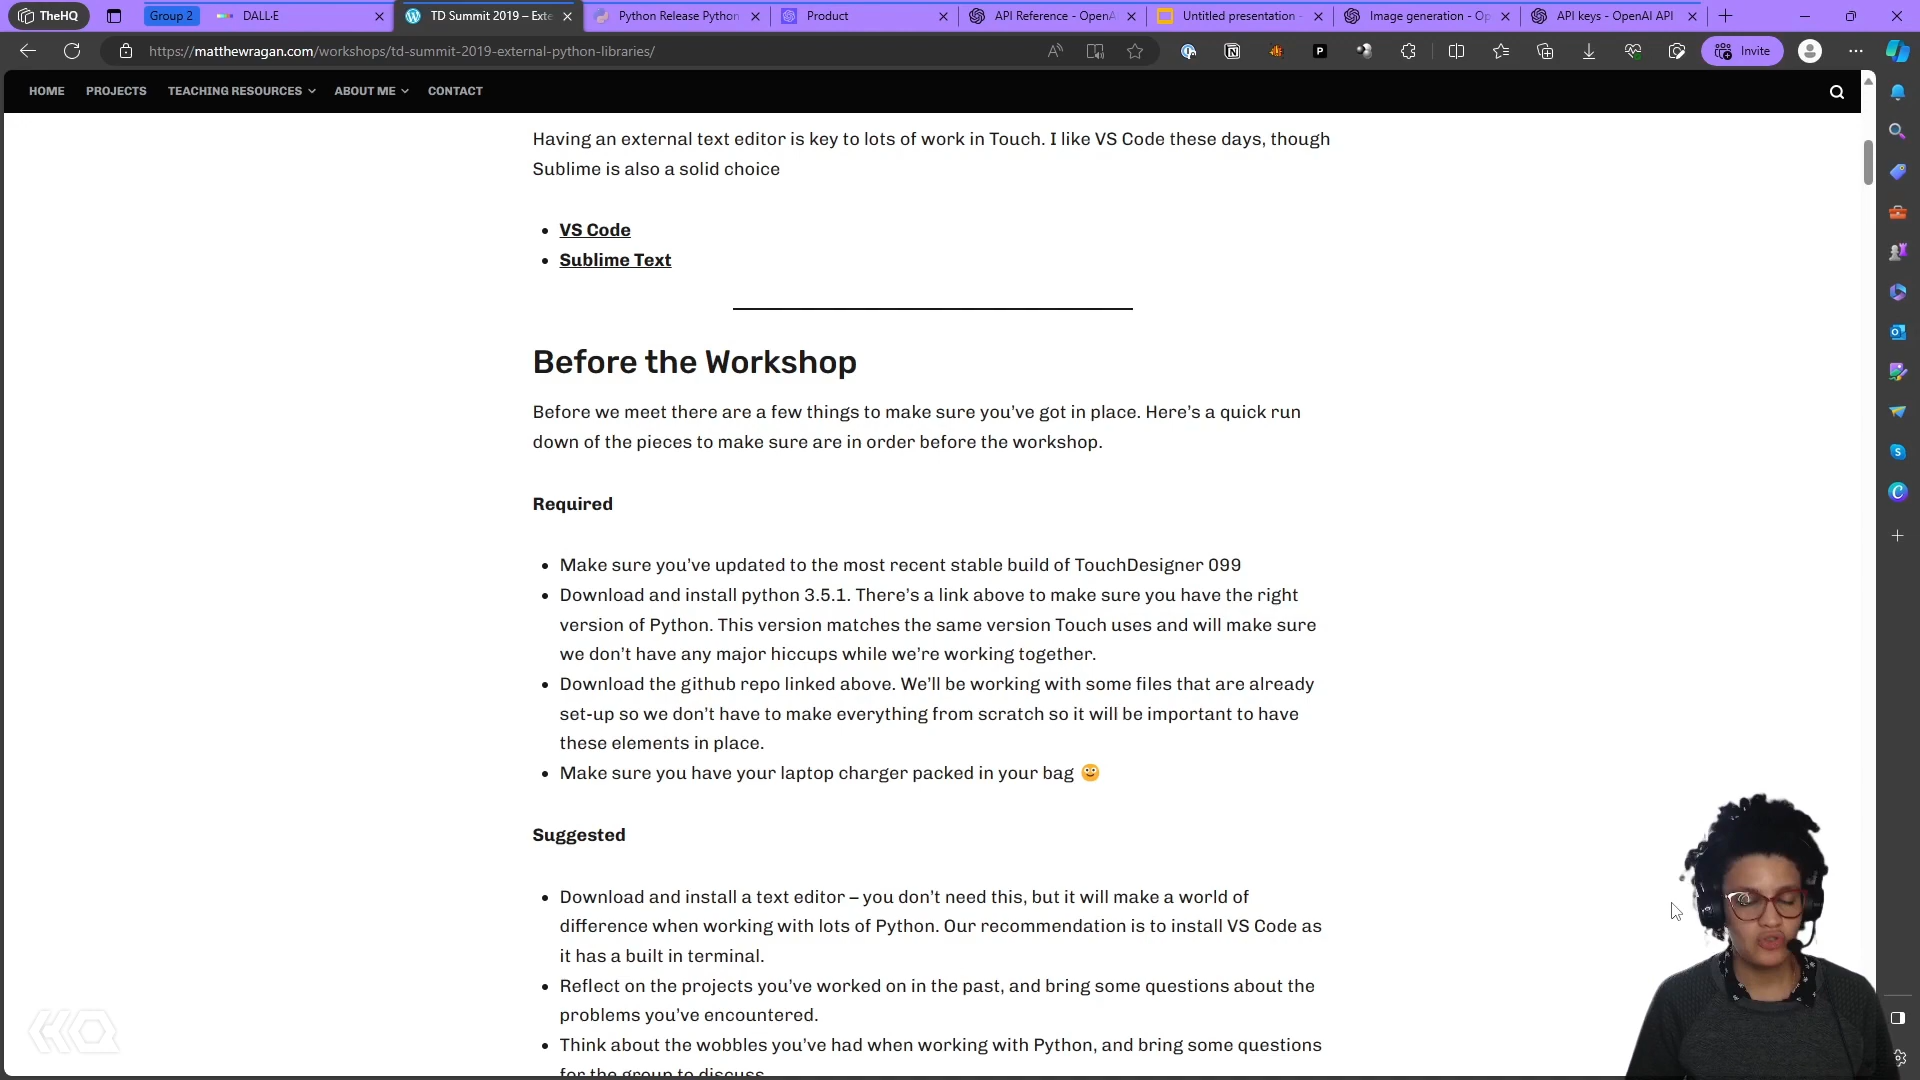 TheHQ
Group 2
DALL·E
TD Summit 2019 – Exte
Python Release Python
Product
API Reference - OpenA
Untitled presentation -
Image generation - Op
API keys - OpenAI API
https://matthewragan.com/workshops/td-summit-2019-external-python-libraries/
Invite
HOME
PROJECTS
TEACHING RESOURCES
ABOUT ME
CONTACT
Having an external text editor is key to lots of work in Touch. I like VS Code these days, though
Sublime is also a solid choice
VS Code
Sublime Text
Before the Workshop
Before we meet there are a few things to make sure you’ve got in place. Here’s a quick run
down of the pieces to make sure are in order before the workshop.
Required
Make sure you’ve updated to the most recent stable build of TouchDesigner 099
Download and install python 3.5.1. There’s a link above to make sure you have the right
version of Python. This version matches the same version Touch uses and will make sure
we don’t have any major hiccups while we’re working together.
Download the github repo linked above. We’ll be working with some files that are already
set-up so we don’t have to make everything from scratch so it will be important to have
these elements in place.
Make sure you have your laptop charger packed in your bag 🙂
Suggested
Download and install a text editor – you don’t need this, but it will make a world of
difference when working with lots of Python. Our recommendation is to install VS Code as
it has a built in terminal.
Reflect on the projects you’ve worked on in the past, and bring some questions about the
problems you’ve encountered.
Think about the wobbles you’ve had when working with Python, and bring some questions
for the group to discuss.
HQ